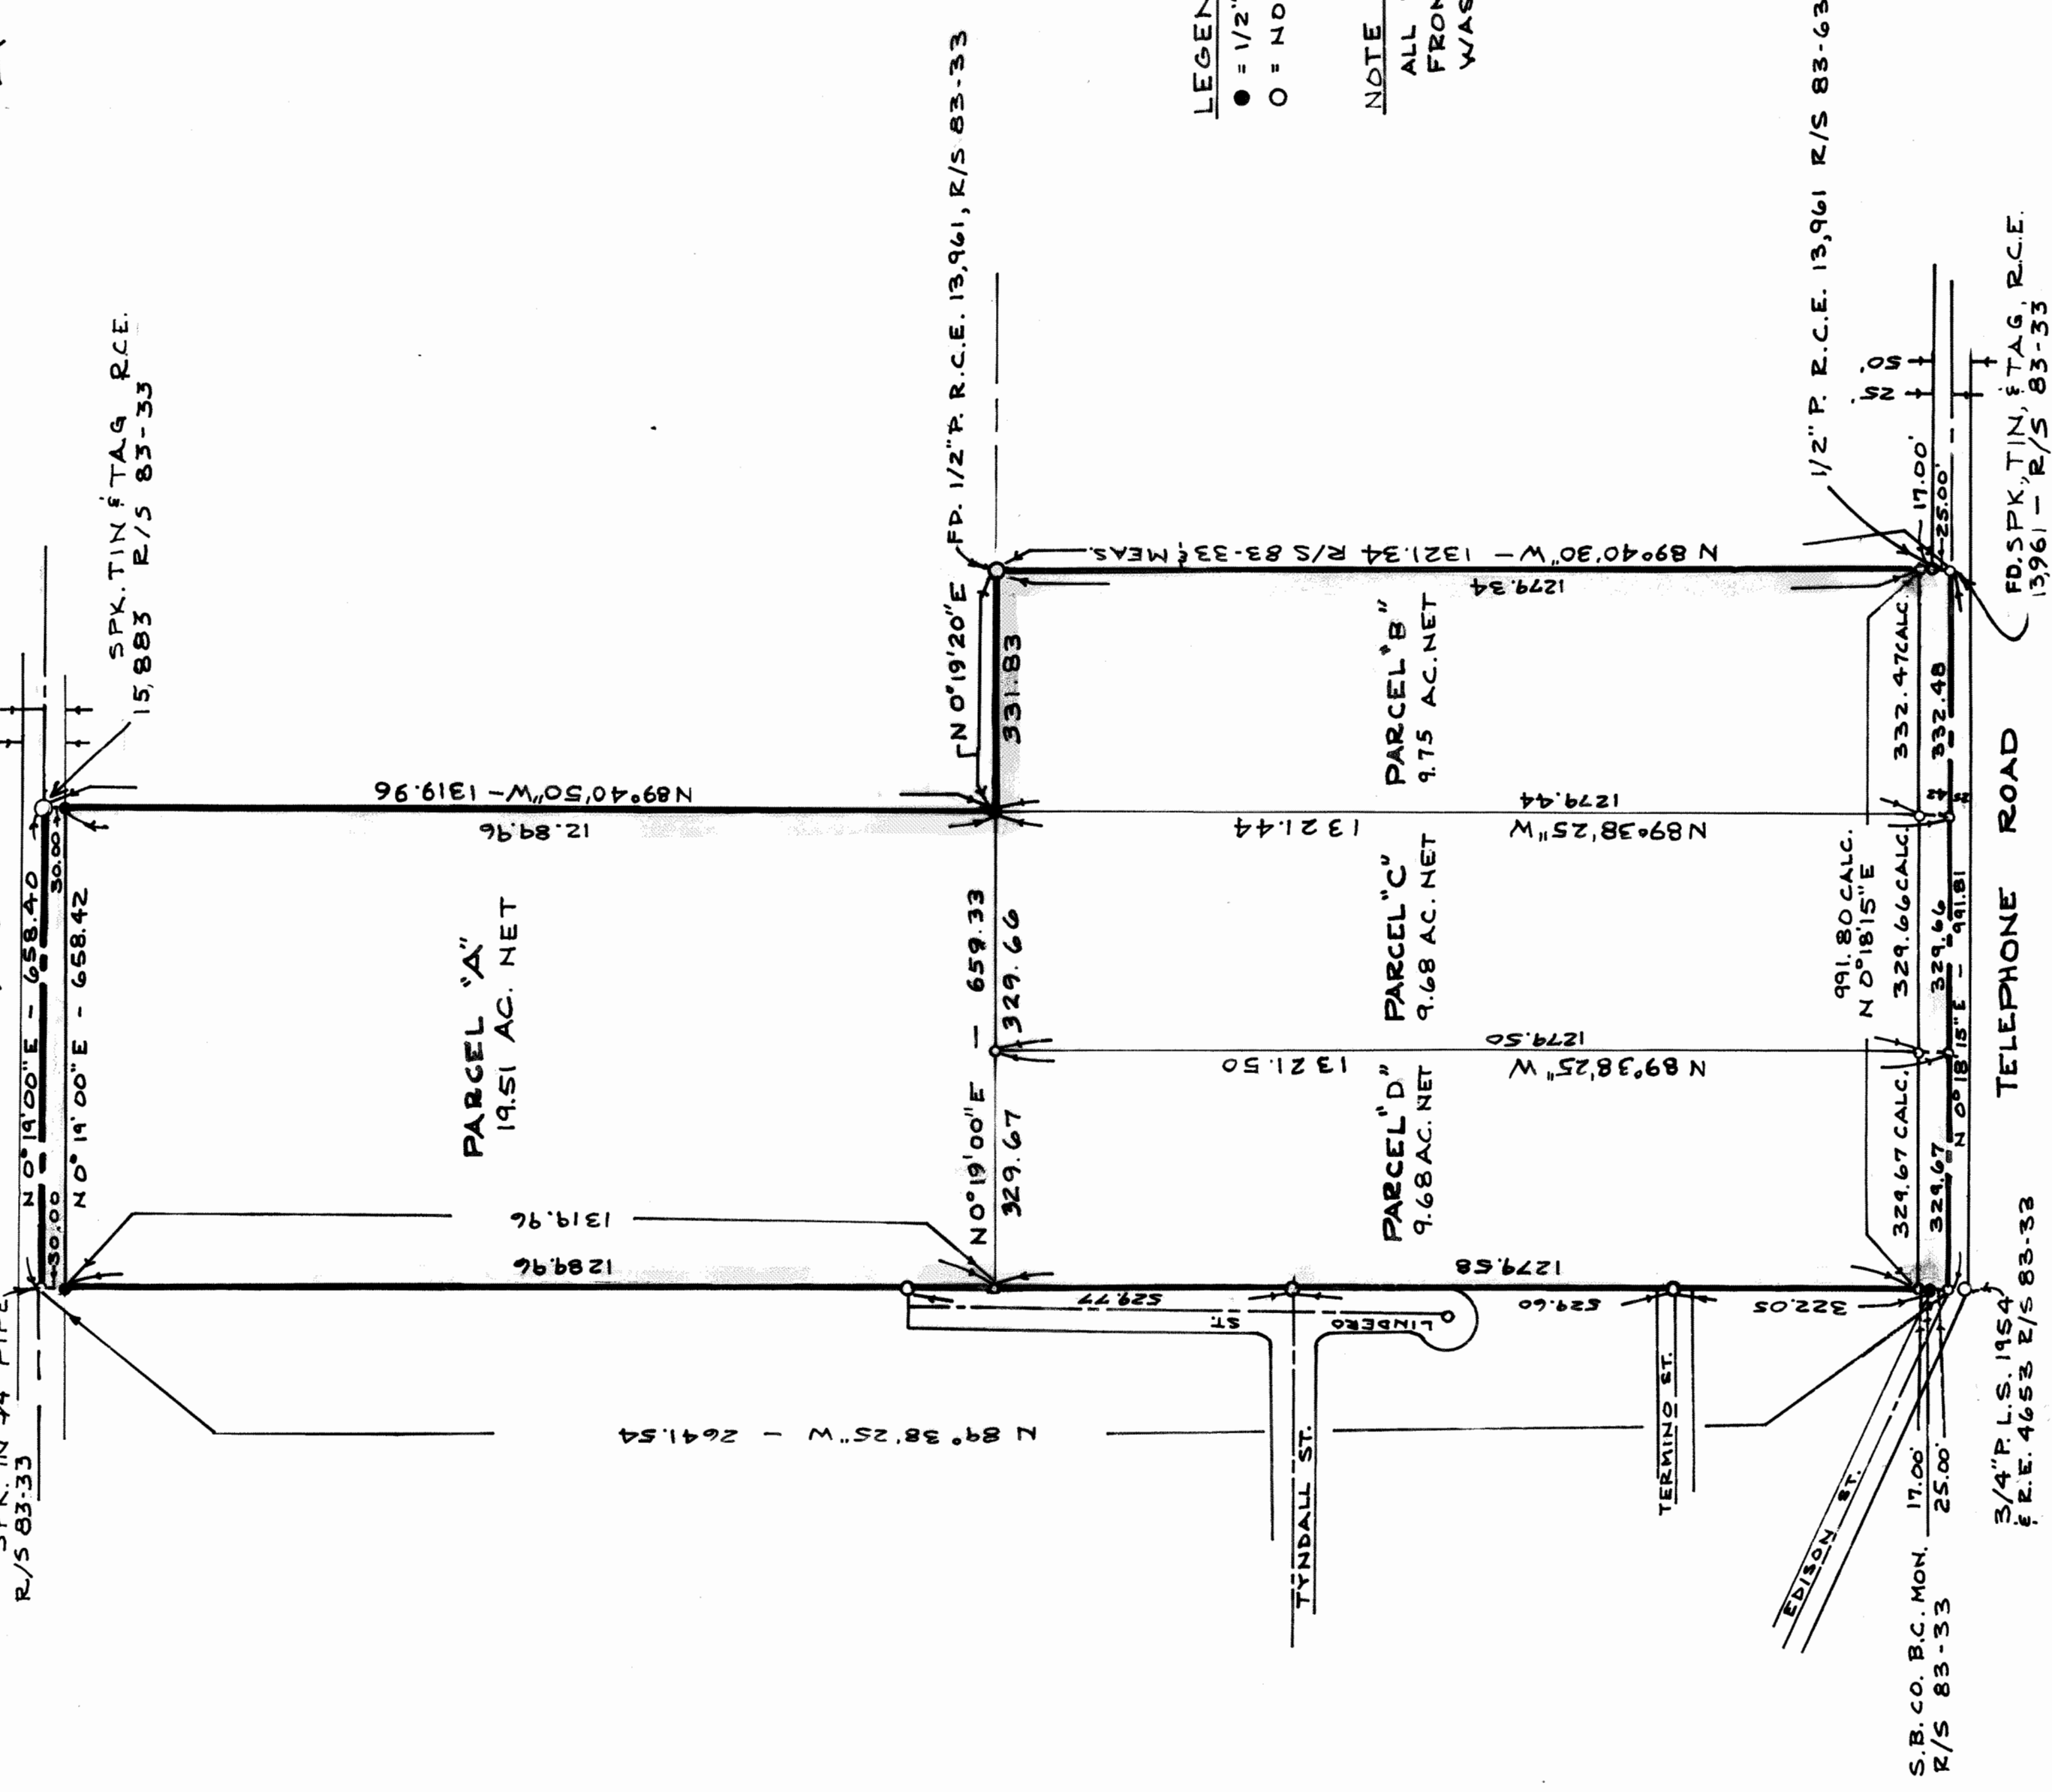 SPK. TIN & TAG R.C.E.
15,883 R/S 83-33
R/S 83-33
N 0°19'00"E - 658.40
30.00
30.00
N 0°19'00"E - 658.42
N89°40'50"W - 1319.96
12.89.96
PARCEL "A"
19.51 AC. NET
1319.96
1289.96
FD. 1/2" P. R.C.E. 13,961, R/S 83-33
N 0°19'20"E
331.83
N 0°19'00"E — 659.33
329.66
329.67
LEGEN
● = 1/2"
O = NO
NOTE
ALL
FRON
WAS
N 89°40'30"W — 1321.34 R/S 83-33 & MEAS.
1279.34
PARCEL "B"
9.75 AC. NET
1279.44
1321.44
N89°38'25"W
PARCEL "C"
9.68 AC. NET
1279.50
1321.50
N89°38'25"W
PARCEL "D"
9.68 AC. NET
1279.58
529.77
529.60
322.05
LINDERO
ST.
TYNDALL ST.
TERMINO ST.
EDISON ST.
N 89° 38'25" W — 2641.54
1/2" P. R.C.E. 13,961 R/S 83-63
50'
25'
17.00'
25.00'
332.47 CALC.
332.48
991.80 CALC.
N 0°18'15"E
329.66 CALC.
329.66
329.67 CALC.
329.67
N 0°18'15"E - 991.81
TELEPHONE ROAD
FD. SPK., TIN, & TAG, R.C.E.
13,961 — R/S 83-33
3/4" P. L.S. 1954
& R.E. 4653 R/S 83-33
17.00'
25.00'
S.B. CO. B.C. MON.
R/S 83-33